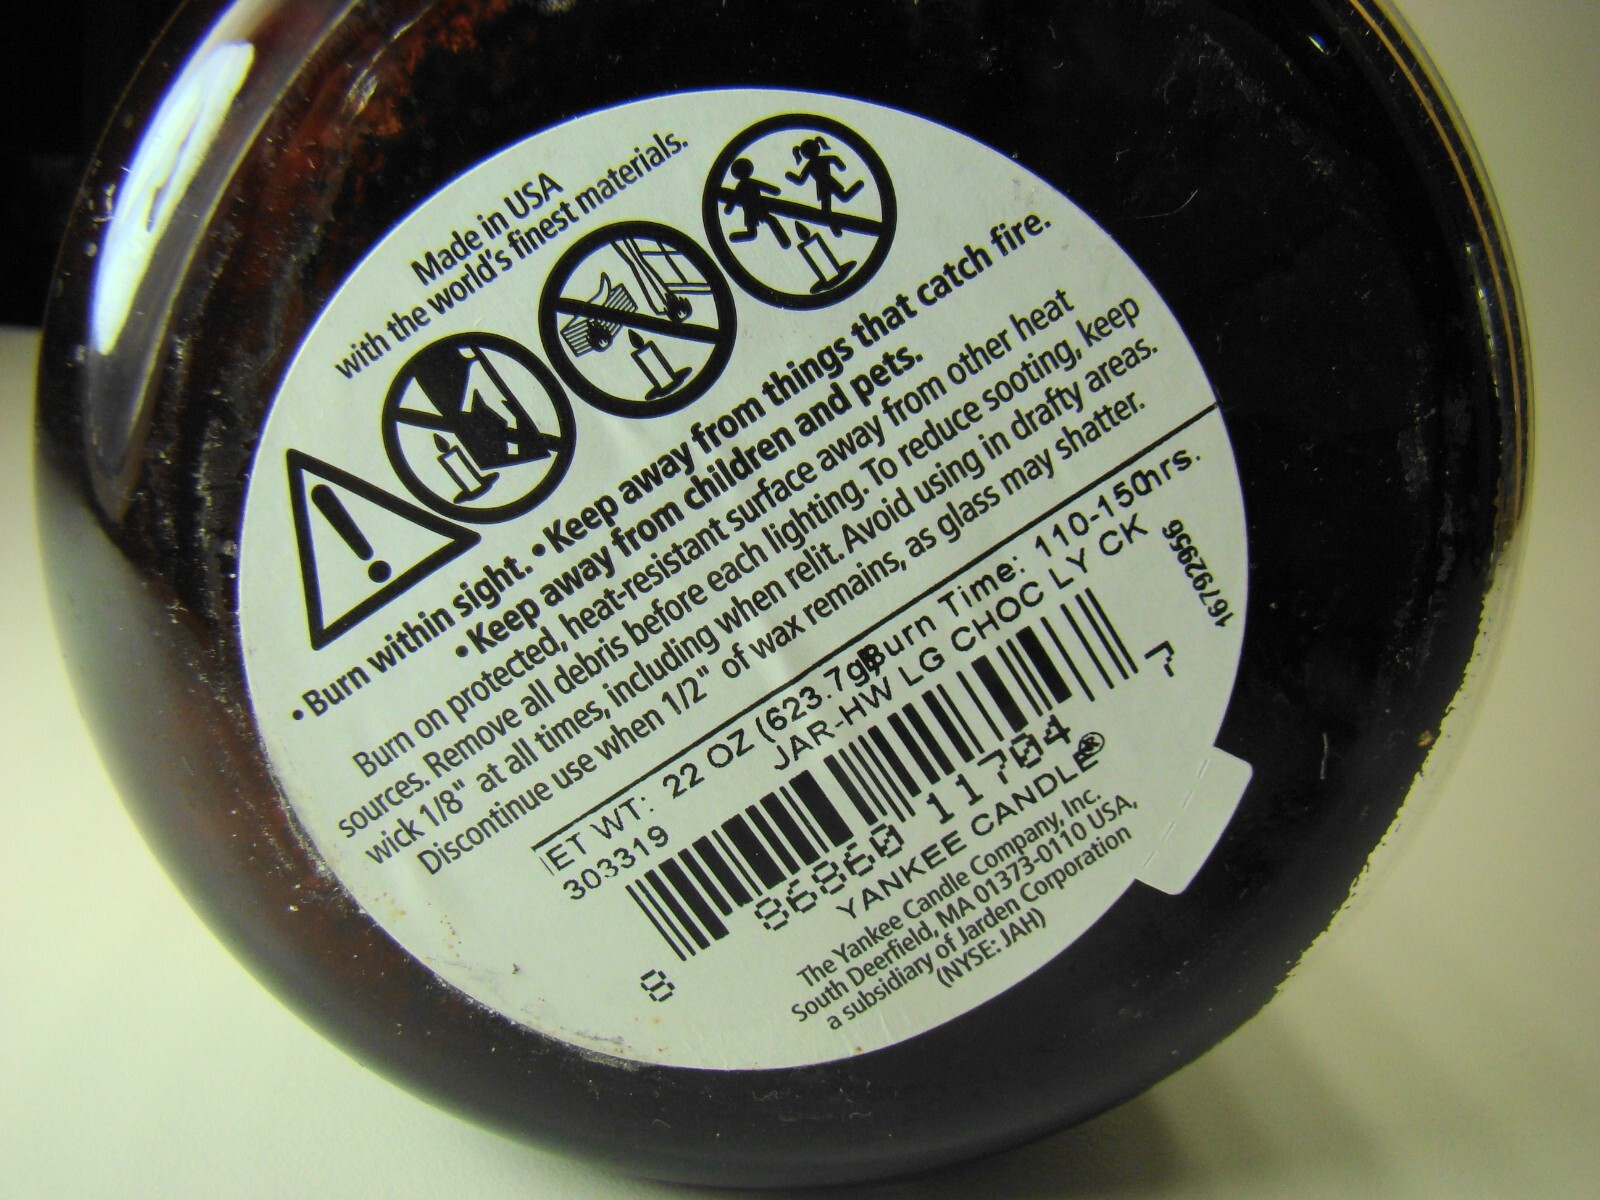 Made in USA
with the world's finest materials.
• Burn within sight. • Keep away from things that catch fire.
• Keep away from children and pets.
Burn on protected, heat-resistant surface away from other heat
sources. Remove all debris before each lighting. To reduce sooting, keep
wick 1/8" at all times, including when relit. Avoid using in drafty areas.
Discontinue use when 1/2" of wax remains, as glass may shatter.
ET WT: 22 OZ (623.7g)Burn Time: 110-150hrs.
303319 JAR-HW LG CHOC LY CK
16792956
8 86860 11704 7
YANKEE CANDLE®
The Yankee Candle Company, Inc.
South Deerfield, MA 01373-0110 USA,
a subsidiary of Jarden Corporation
(NYSE: JAH)